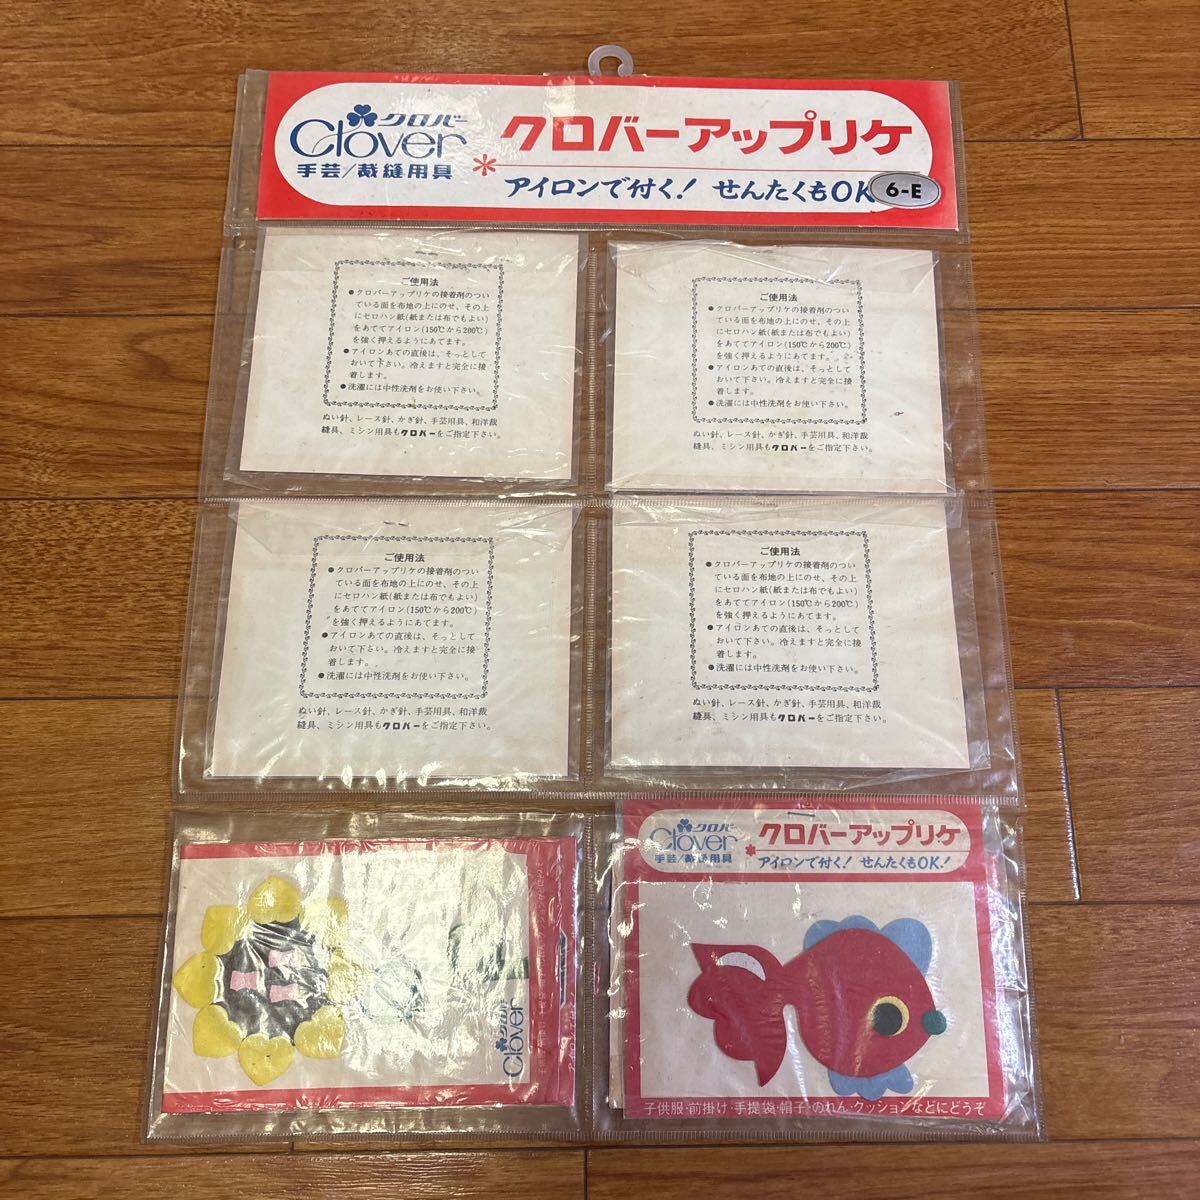 クロバー
Clover
手芸/裁縫用具
クロバーアップリケ
*アイロンで付く! せんたくもOK
6-E
ご使用法
●クロバーアップリケの接着剤のつい
ている面を布地の上にのせ、その上
にセロハン紙(紙または布でもよい)
をあててアイロン(150℃から200℃)
を強く押えるようにあてます。
●アイロンあての直後は、そっとして
おいて下さい。冷えますと完全に接
着します。
●洗濯には中性洗剤をお使い下さい。
ぬい針、レース針、かぎ針、手芸用具、和洋裁
縫具、ミシン用具もクロバーをご指定下さい。
ご使用法
●クロバーアップリケの接着剤のつい
ている面を布地の上にのせ、その上
にセロハン紙(紙または布でもよい)
をあててアイロン(150℃から200℃)
を強く押えるようにあてます。
●アイロンあての直後は、そっとして
おいて下さい。冷えますと完全に接
着します。
●洗濯には中性洗剤をお使い下さい。
ぬい針、レース針、かぎ針、手芸用具、和洋裁
縫具、ミシン用具もクロバーをご指定下さい。
ご使用法
●クロバーアップリケの接着剤のつい
ている面を布地の上にのせ、その上
にセロハン紙(紙または布でもよい)
をあててアイロン(150℃から200℃)
を強く押えるようにあてます。
●アイロンあての直後は、そっとして
おいて下さい。冷えますと完全に接
着します。
●洗濯には中性洗剤をお使い下さい。
ぬい針、レース針、かぎ針、手芸用具、和洋裁
縫具、ミシン用具もクロバーをご指定下さい。
ご使用法
●クロバーアップリケの接着剤のつい
ている面を布地の上にのせ、その上
にセロハン紙(紙または布でもよい)
をあててアイロン(150℃から200℃)
を強く押えるようにあてます。
●アイロンあての直後は、そっとして
おいて下さい。冷えますと完全に接
着します。
●洗濯には中性洗剤をお使い下さい。
ぬい針、レース針、かぎ針、手芸用具、和洋裁
縫具、ミシン用具もクロバーをご指定下さい。
クロバー
Clover
クロバー
Clover
手芸/裁縫用具
クロバーアップリケ
*アイロンで付く! せんたくもOK!
子供服・前掛け・手提袋・帽子・のれん・クッションなどにどうぞ